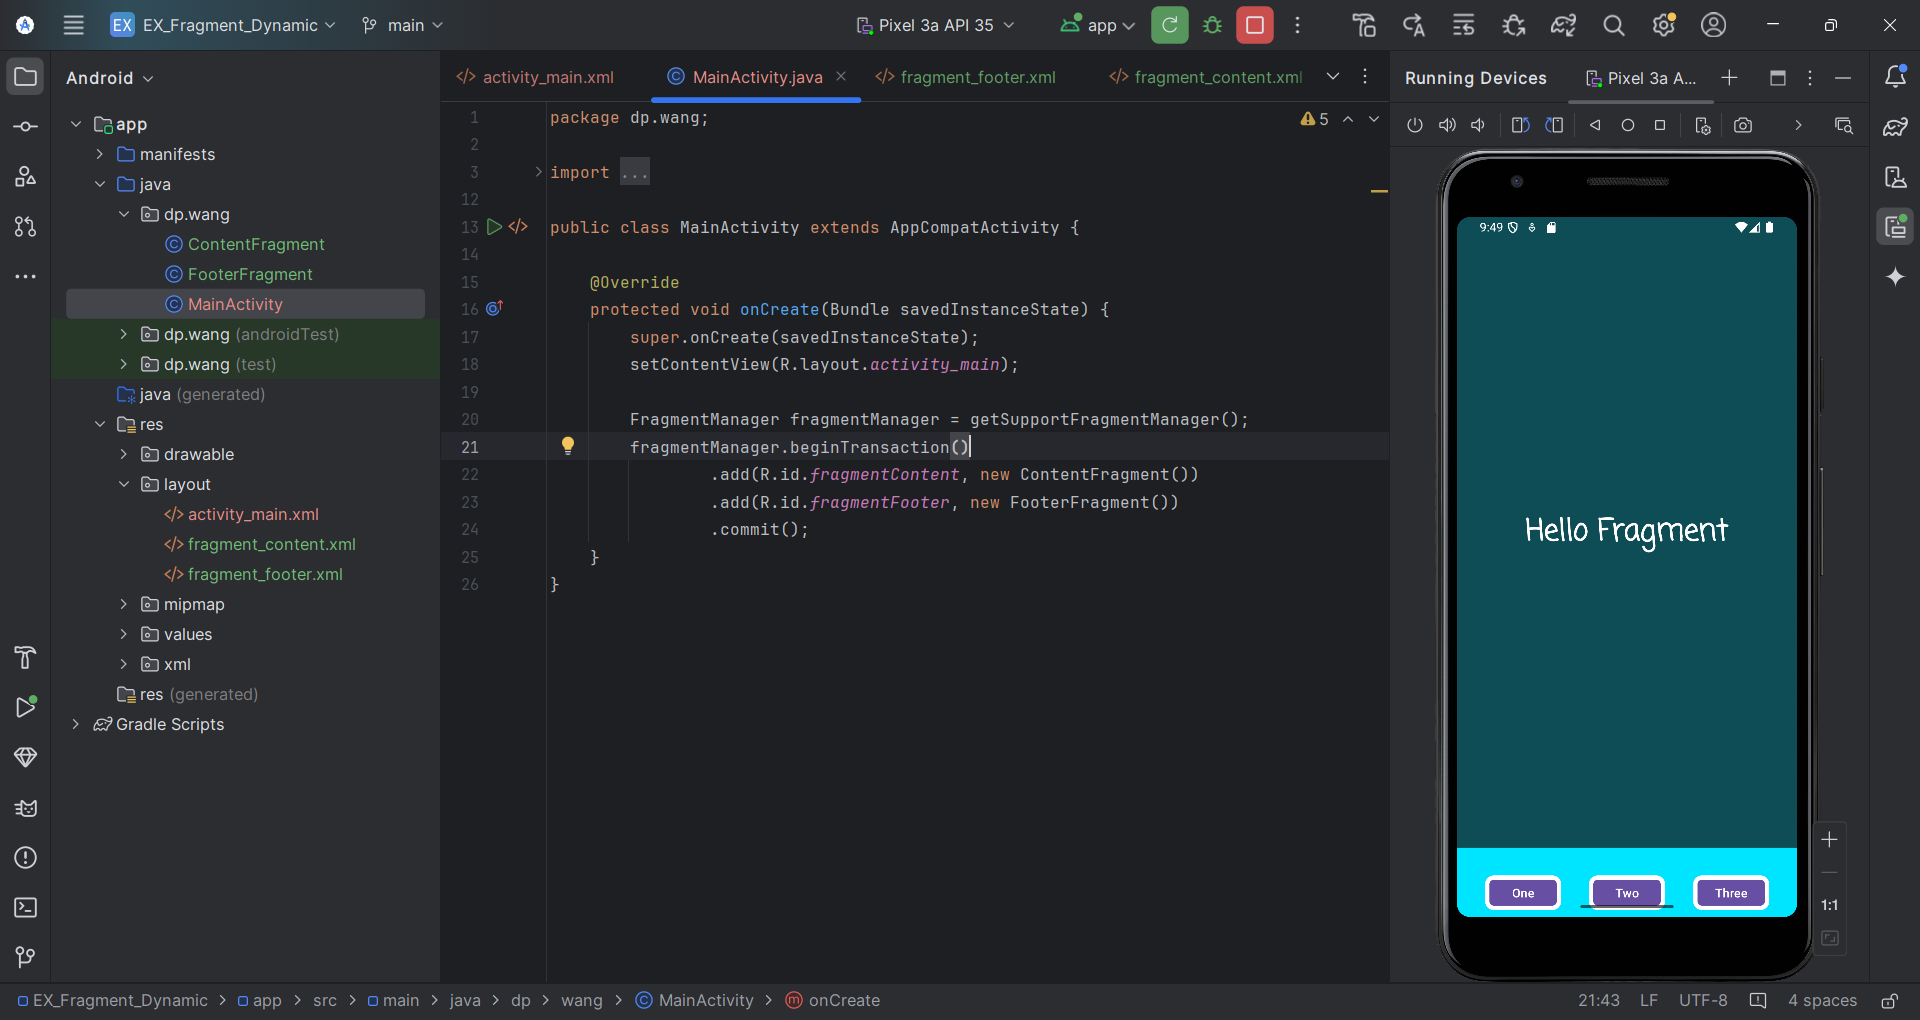 EX EX_Fragment_Dynamic main Pixel 3a API 35 app
Android
app
manifests
java
dp.wang
ContentFragment
FooterFragment
MainActivity
dp.wang (androidTest)
dp.wang (test)
java (generated)
res
drawable
layout
activity_main.xml
fragment_content.xml
fragment_footer.xml
mipmap
values
xml
res (generated)
Gradle Scripts
activity_main.xml MainActivity.java fragment_footer.xml fragment_content.xml
5
1 package dp.wang;
2
3 import ...
12
13 public class MainActivity extends AppCompatActivity {
14
15 @Override
16 protected void onCreate(Bundle savedInstanceState) {
17 super.onCreate(savedInstanceState);
18 setContentView(R.layout.activity_main);
19
20 FragmentManager fragmentManager = getSupportFragmentManager();
21 fragmentManager.beginTransaction()
22 .add(R.id.fragmentContent, new ContentFragment())
23 .add(R.id.fragmentFooter, new FooterFragment())
24 .commit();
25 }
26 }
Running Devices Pixel 3a A...
9:49
Hello Fragment
One Two Three
1:1
EX_Fragment_Dynamic app src main java dp wang MainActivity onCreate
21:43 LF UTF-8 4 spaces